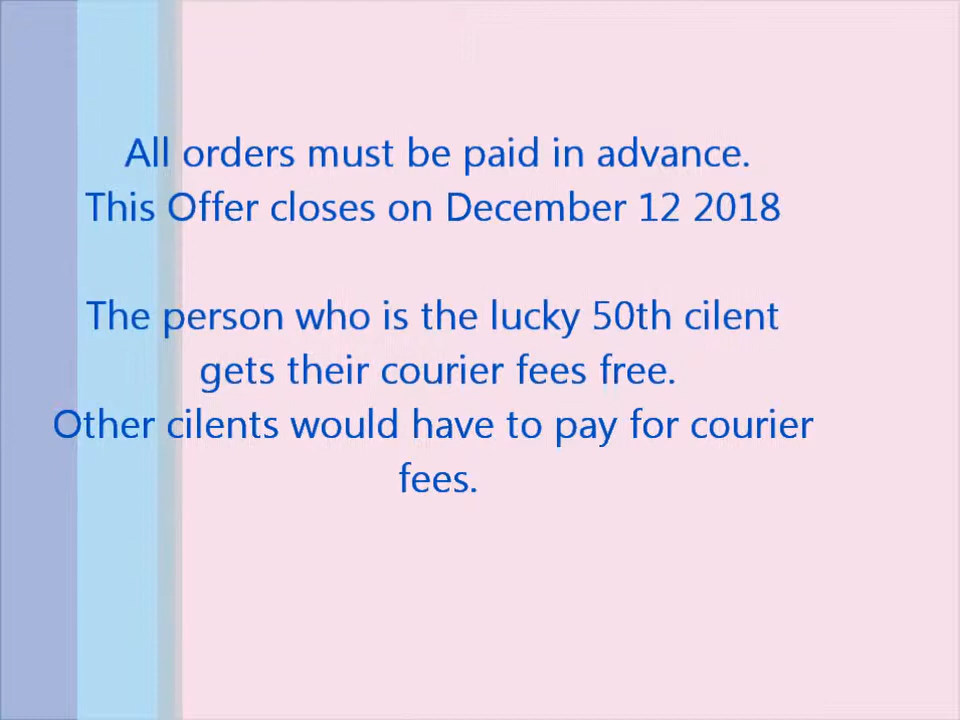 All orders must be paid in advance.
This Offer closes on December 12 2018
The person who is the lucky 50th cilent
gets their courier fees free.
Other cilents would have to pay for courier
fees.